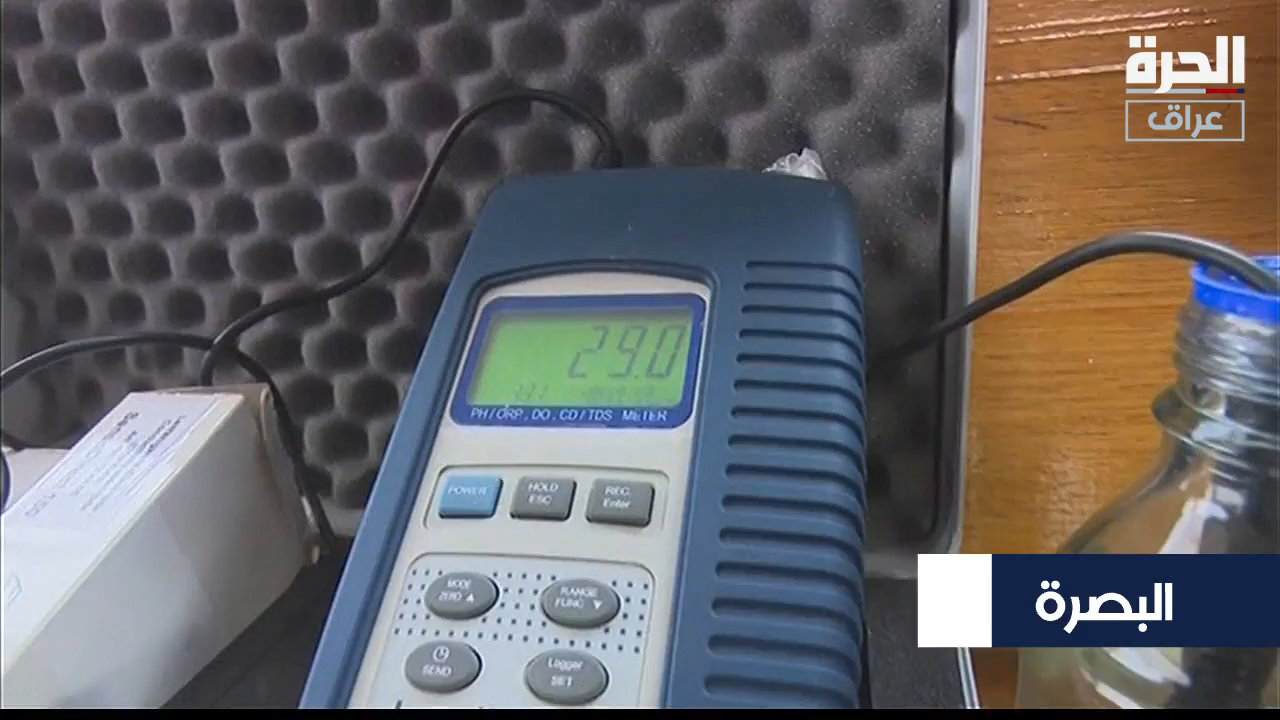 الحرة
عراق
29.0
PH/ORP, DO, CD/TDS METER
POWER
HOLD
ESC
REC.
Enter
MODE
ZERO ▲
RANGE
FUNC ▼
SEND
Logger
SET
البصرة